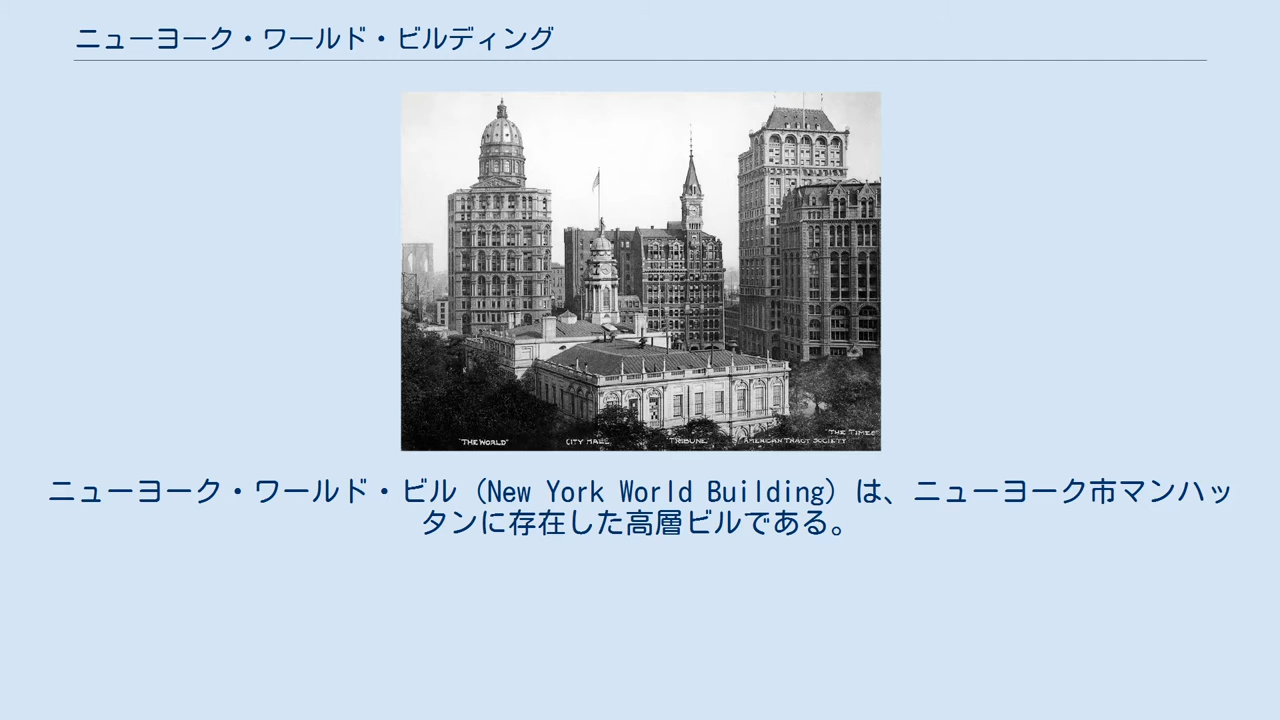 ニューヨーク・ワールド・ビルディング
"THE WORLD" CITY HALL. "TRIBUNE" AMERICAN TRACT SOCIETY "THE TIMES"
ニューヨーク・ワールド・ビル（New York World Building）は、ニューヨーク市マンハッ
タンに存在した高層ビルである。